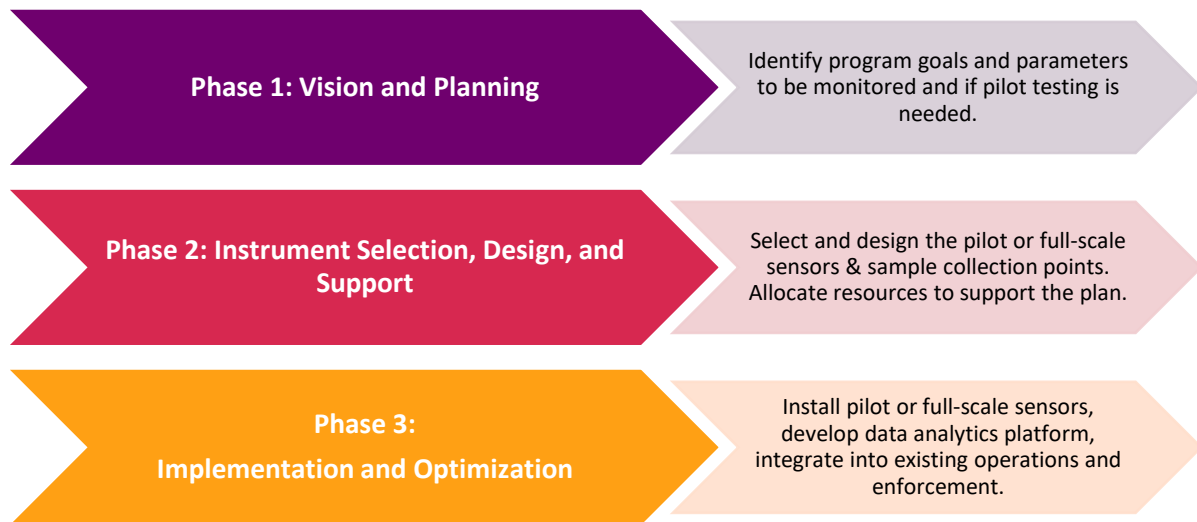 Phase 1: Vision and Planning
Identify program goals and parameters
to be monitored and if pilot testing is
needed.
Phase 2: Instrument Selection, Design, and
Support
Select and design the pilot or full-scale
sensors & sample collection points.
Allocate resources to support the plan.
Phase 3:
Implementation and Optimization
Install pilot or full-scale sensors,
develop data analytics platform,
integrate into existing operations and
enforcement.